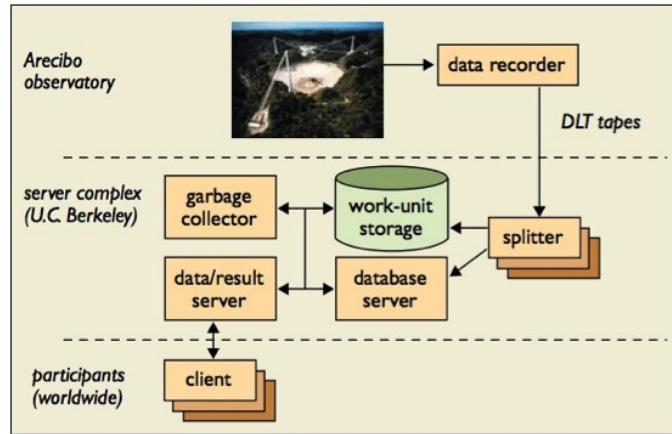 Arecibo
observatory
data recorder
DLT tapes
server complex
(U.C. Berkeley)
garbage
collector
work-unit
storage
splitter
data/result
server
database
server
participants
(worldwide)
client